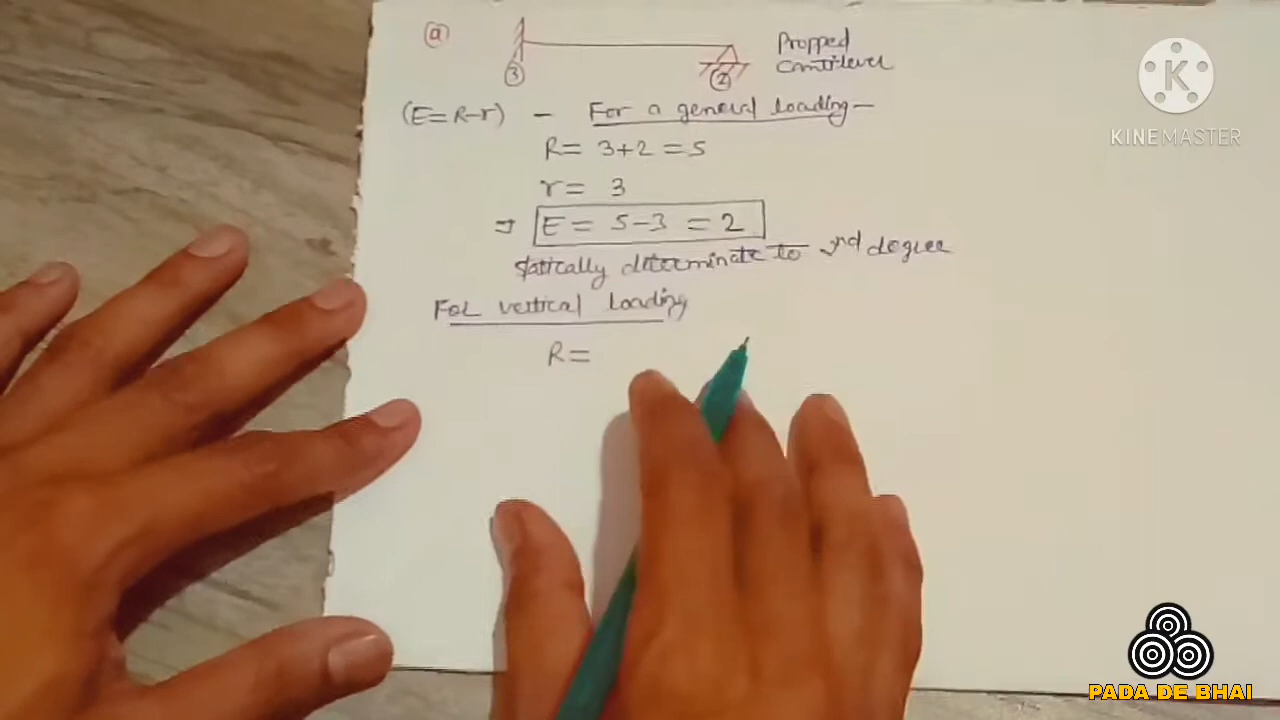 (a)
Propped
Cantilever
3
2
(E=R-r) - For a general loading -
R= 3+2 = 5
r= 3
⇒ E= 5-3 = 2
Statically determinate to 2nd degree
For vertical loading
R=
K
KINEMASTER
PADA DE BHAI